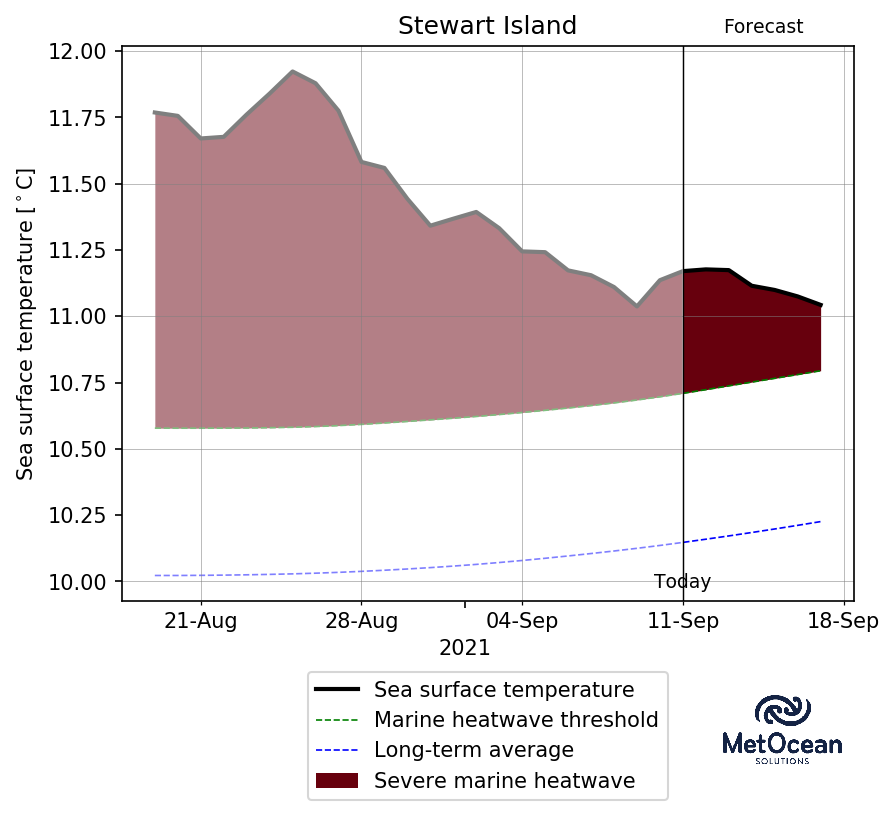 Stewart Island
Forecast
Sea surface temperature [°C]
12.00
11.75
11.50
11.25
11.00
10.75
10.50
10.25
10.00
Today
21-Aug
28-Aug
04-Sep
11-Sep
18-Sep
2021
Sea surface temperature
Marine heatwave threshold
Long-term average
Severe marine heatwave
MetOcean
SOLUTIONS